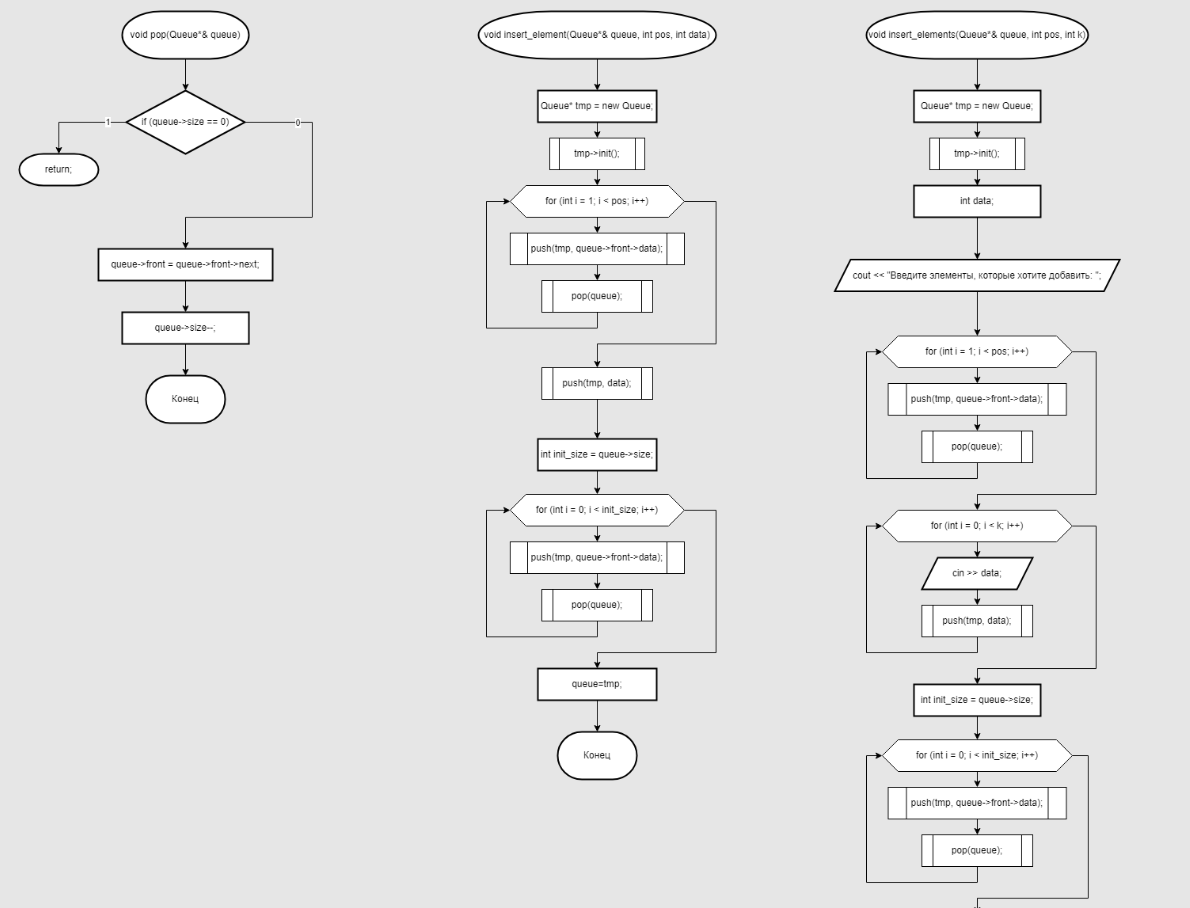 void pop(Queue*& queue)
if (queue->size == 0)
1
0
return;
queue->front = queue->front->next;
queue->size--;
Конец
void insert_element(Queue*& queue, int pos, int data)
Queue* tmp = new Queue;
tmp->init();
for (int i = 1; i < pos; i++)
push(tmp, queue->front->data);
pop(queue);
push(tmp, data);
int init_size = queue->size;
for (int i = 0; i < init_size; i++)
push(tmp, queue->front->data);
pop(queue);
queue=tmp;
Конец
void insert_elements(Queue*& queue, int pos, int k)
Queue* tmp = new Queue;
tmp->init();
int data;
cout << "Введите элементы, которые хотите добавить: ";
for (int i = 1; i < pos; i++)
push(tmp, queue->front->data);
pop(queue);
for (int i = 0; i < k; i++)
cin >> data;
push(tmp, data);
int init_size = queue->size;
for (int i = 0; i < init_size; i++)
push(tmp, queue->front->data);
pop(queue);